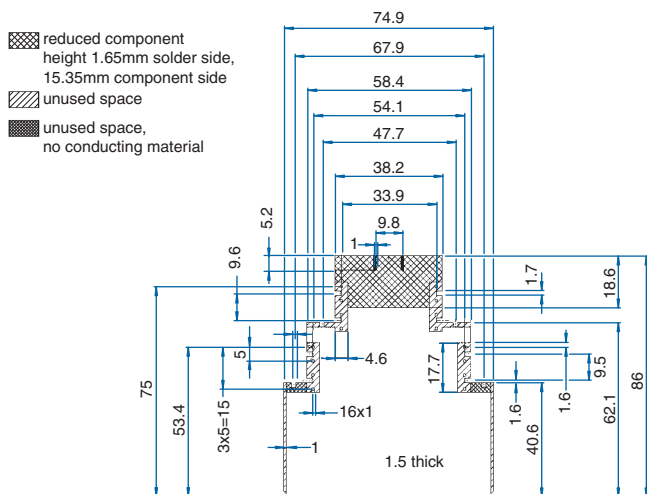 reduced component
height 1.65mm solder side,
15.35mm component side
unused space
unused space,
no conducting material
74.9
67.9
58.4
54.1
47.7
38.2
33.9
9.8
1
5.2
9.6
1.7
18.6
75
53.4
5
3x5=15
4.6
17.7
16x1
1
1.5 thick
1.6
1.6
9.5
40.6
62.1
86